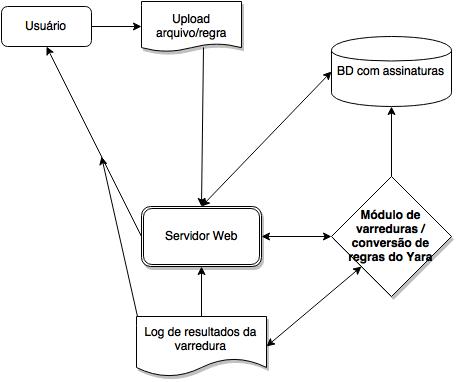 Usuário
Upload
arquivo/regra
BD com assinaturas
Servidor Web
Módulo de
varreduras /
conversão de
regras do Yara
Log de resultados da
varredura